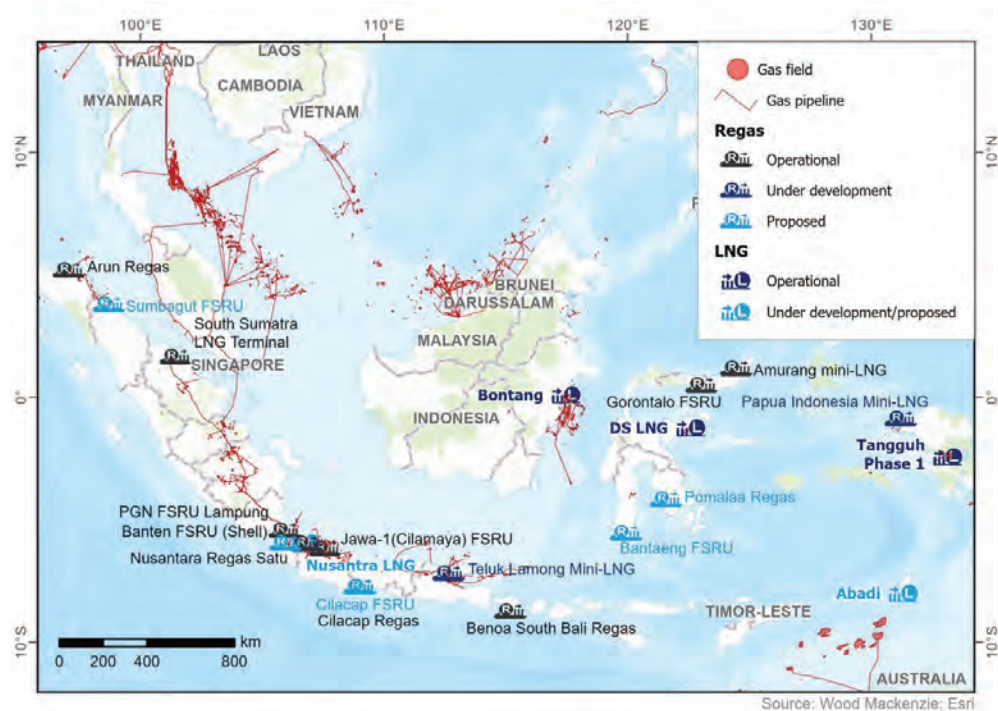 100°E
110°E
120°E
130°E
LAOS
THAILAND
CAMBODIA
MYANMAR
VIETNAM
Gas field
Gas pipeline
Regas
Operational
Under development
Proposed
LNG
Operational
Under development/proposed
10°N
10°N
Arun Regas
Sumbagut FSRU
South Sumatra
LNG Terminal
SINGAPORE
BRUNEI
DARUSSALAM
MALAYSIA
INDONESIA
Bontang
0°
0°
Amurang mini-LNG
Gorontalo FSRU
Papua Indonesia Mini-LNG
DS LNG
Tangguh
Phase 1
Pomalaa Regas
Bantaeng FSRU
PGN FSRU Lampung
Banten FSRU (Shell)
Nusantara Regas Satu
Jawa-1(Cilamaya) FSRU
Nusantra LNG
Teluk Lamong Mini-LNG
Cilacap FSRU
Cilacap Regas
Benoa South Bali Regas
Abadi
TIMOR-LESTE
AUSTRALIA
10°S
10°S
km
0 200 400 800
Source: Wood Mackenzie; Esri